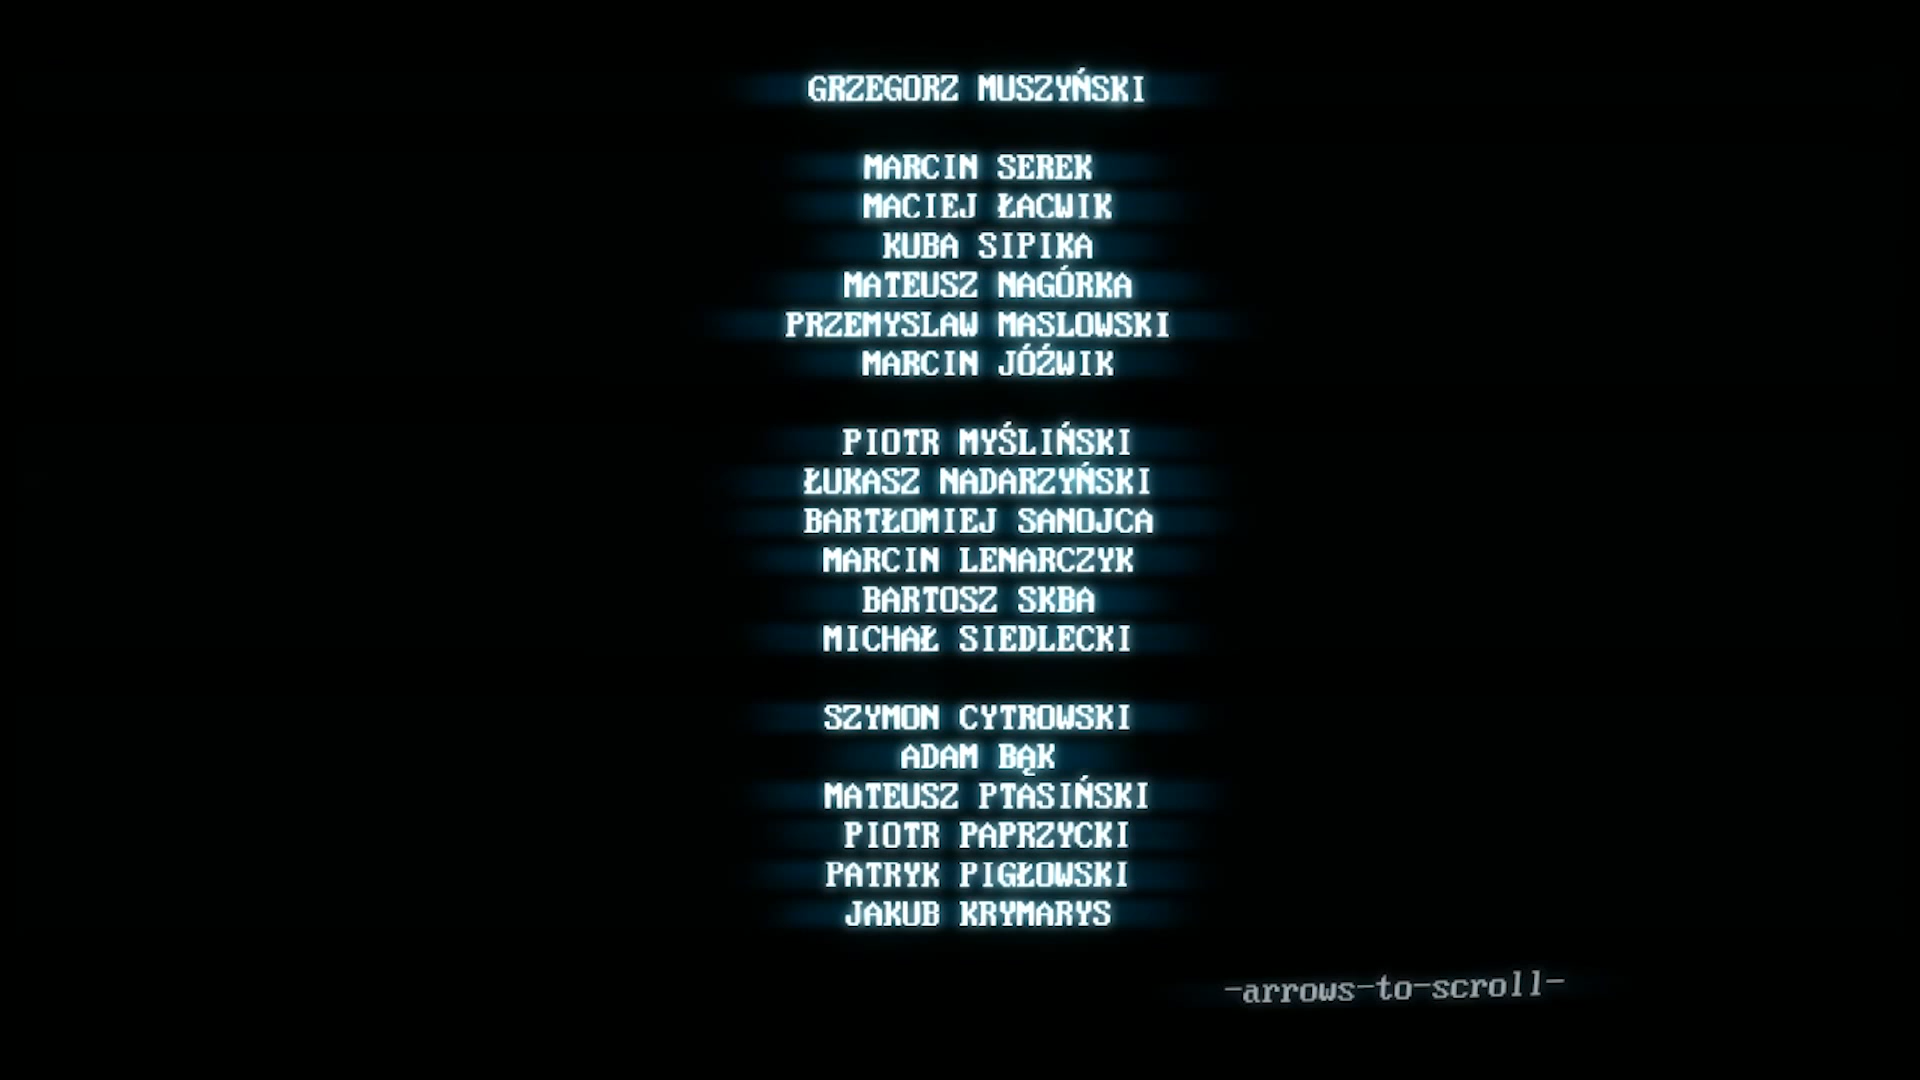 GRZEGORZ MUSZYŃSKI
MARCIN SEREK
MACIEJ ŁACWIK
KUBA SIPIKA
MATEUSZ NAGÓRKA
PRZEMYSLAW MASLOWSKI
MARCIN JÓŹWIK
PIOTR MYŚLIŃSKI
ŁUKASZ NADARZYŃSKI
BARTŁOMIEJ SANOJCA
MARCIN LENARCZYK
BARTOSZ SKBA
MICHAŁ SIEDLECKI
SZYMON CYTROWSKI
ADAM BĄK
MATEUSZ PTASIŃSKI
PIOTR PAPRZYCKI
PATRYK PIGŁOWSKI
JAKUB KRYMARYS
-arrows-to-scroll-